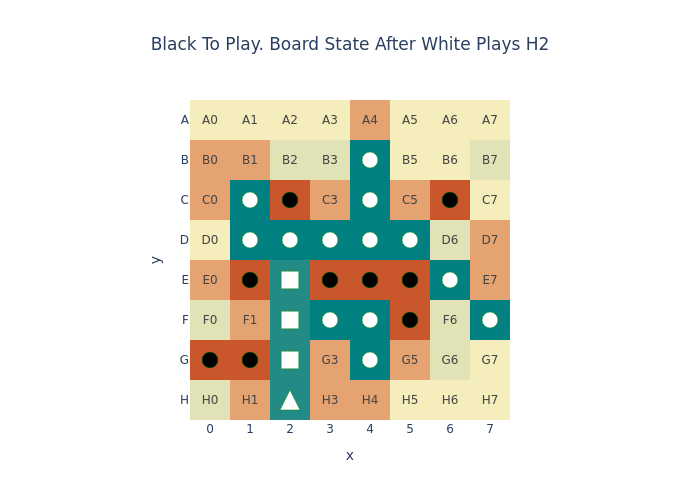 Black To Play. Board State After White Plays H2
A A0 A1 A2 A3 A4 A5 A6 A7
B B0 B1 B2 B3 B5 B6 B7
C C0 C3 C5 C7
D D0 D6 D7
y
E E0 E7
F F0 F1 F6
G G3 G5 G6 G7
H H0 H1 H3 H4 H5 H6 H7
0 1 2 3 4 5 6 7
x